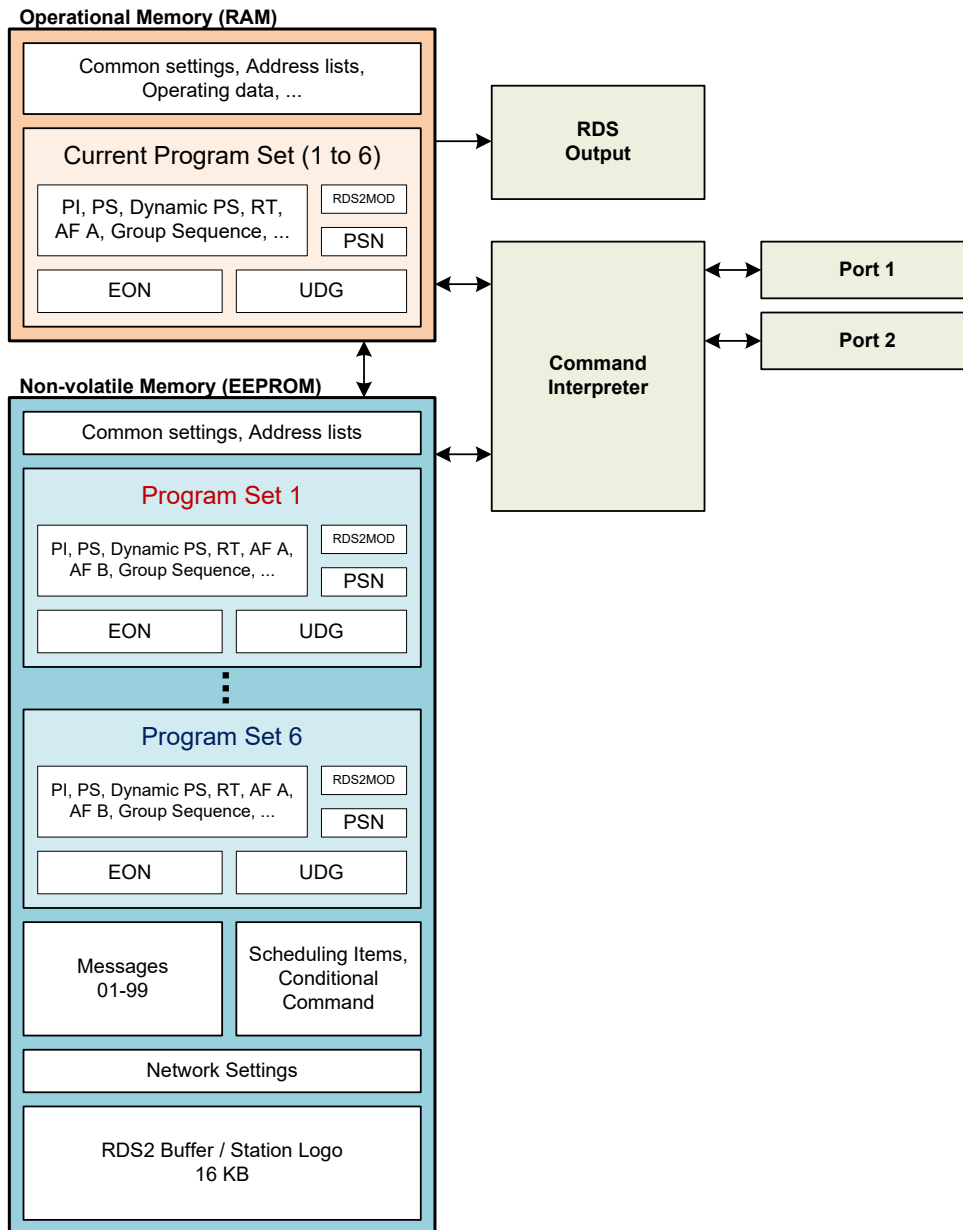 Operational Memory (RAM)
Common settings, Address lists,
Operating data, ...
Current Program Set (1 to 6)
PI, PS, Dynamic PS, RT,
AF A, Group Sequence, ...
RDS2MOD
PSN
EON
UDG
RDS
Output
Command
Interpreter
Port 1
Port 2
Non-volatile Memory (EEPROM)
Common settings, Address lists
Program Set 1
PI, PS, Dynamic PS, RT, AF A,
AF B, Group Sequence, ...
RDS2MOD
PSN
EON
UDG
Program Set 6
PI, PS, Dynamic PS, RT, AF A,
AF B, Group Sequence, ...
RDS2MOD
PSN
EON
UDG
Messages
01-99
Scheduling Items,
Conditional
Command
Network Settings
RDS2 Buffer / Station Logo
16 KB